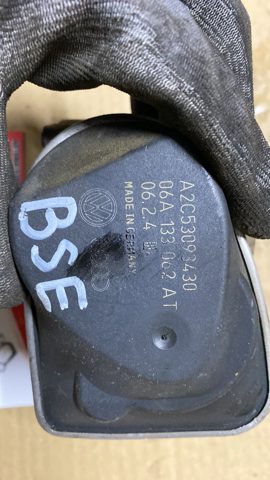 A2C53093430
06A 133 062 AT
06.2.4
MADE IN GERMANY
BSE